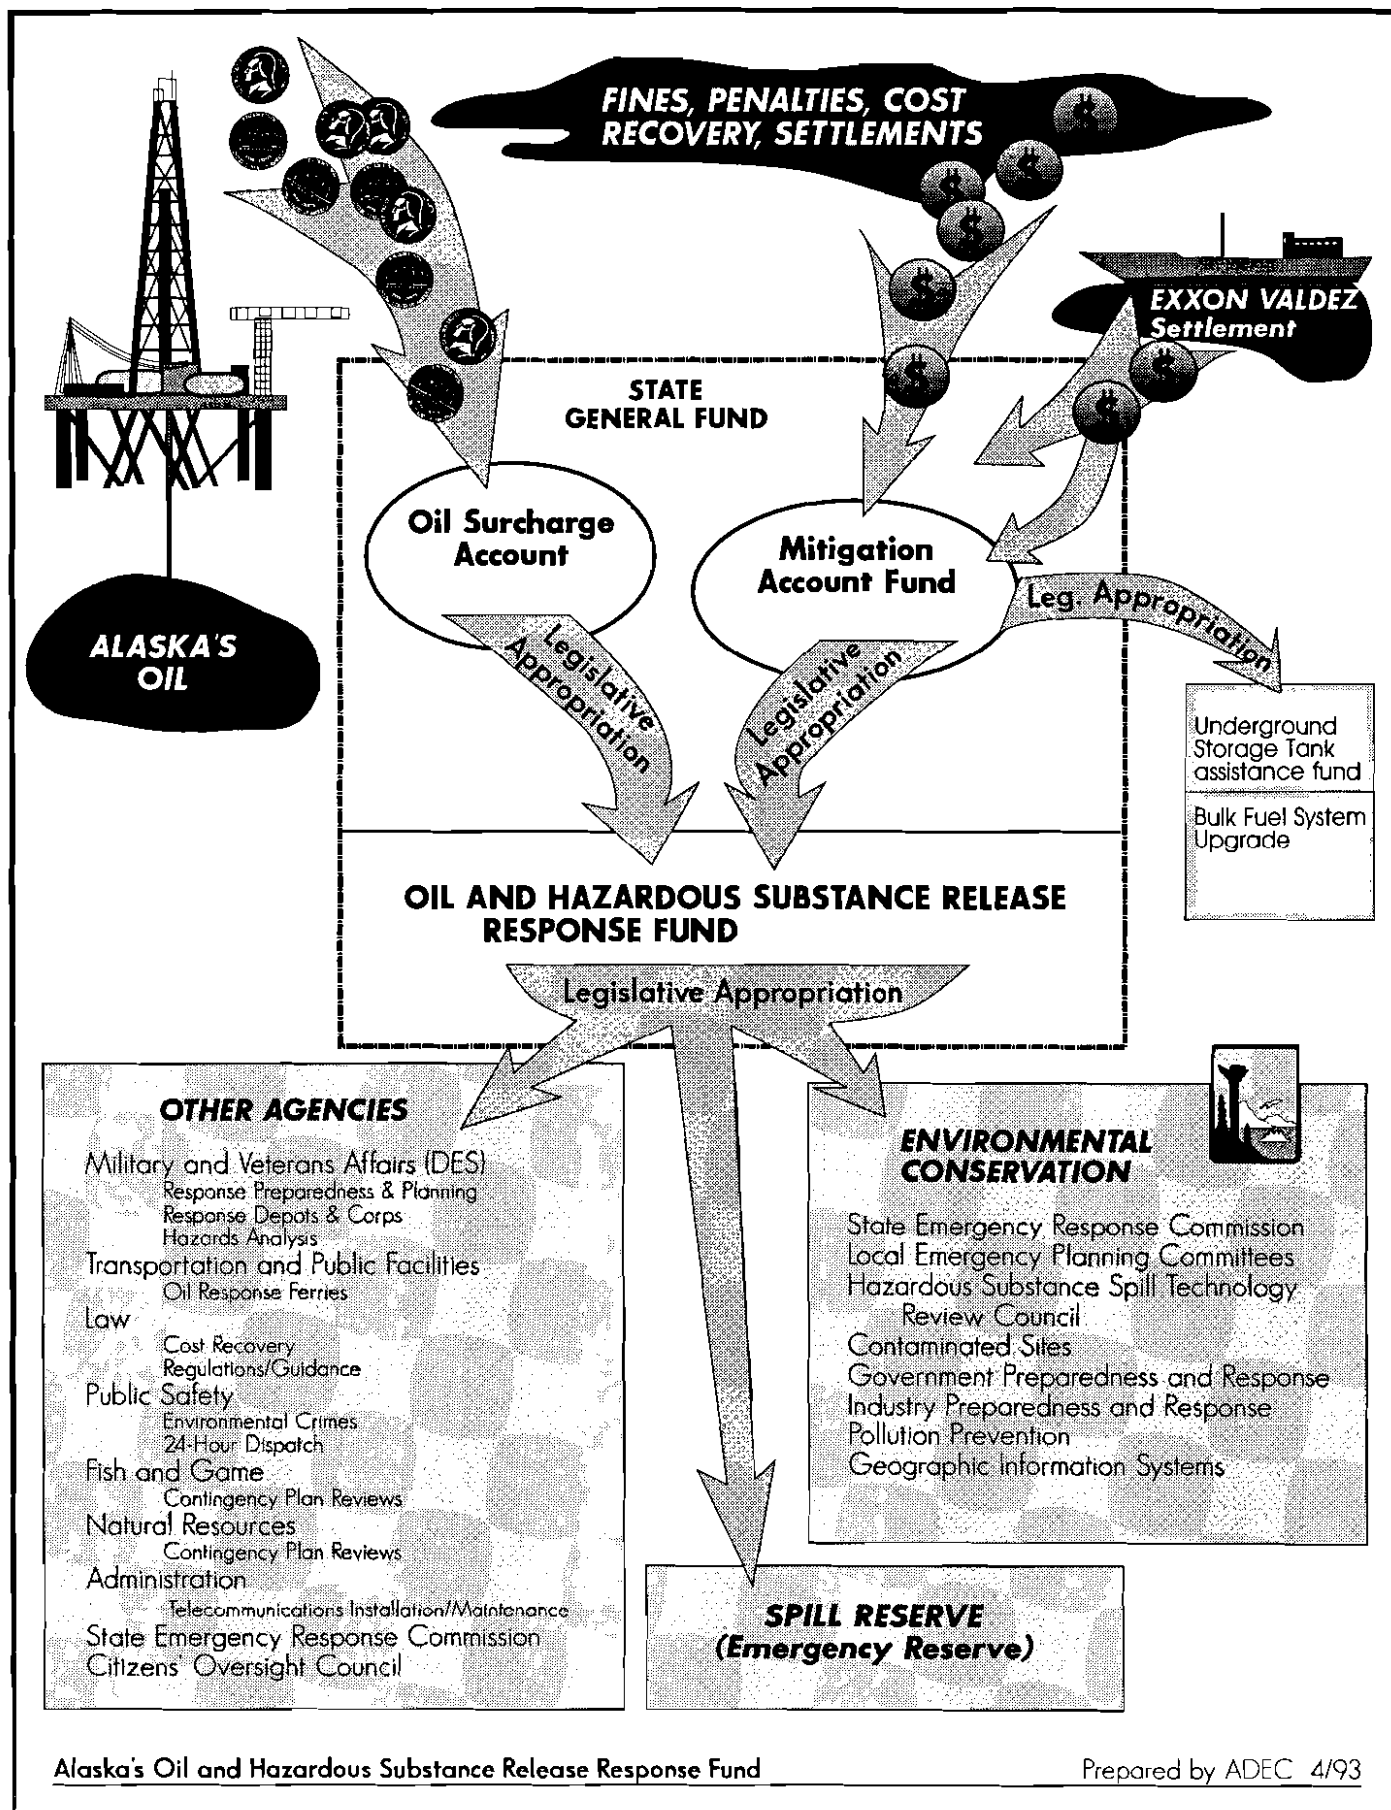 FINES, PENALTIES, COST
RECOVERY, SETTLEMENTS
EXXON VALDEZ
Settlement
STATE
GENERAL FUND
Oil Surcharge
Account
Mitigation
Account Fund
ALASKA'S
OIL
Legislative
Appropriation
Legislative
Appropriation
Leg. Appropriation
Underground
Storage Tank
assistance fund
Bulk Fuel System
Upgrade
OIL AND HAZARDOUS SUBSTANCE RELEASE
RESPONSE FUND
Legislative Appropriation
OTHER AGENCIES
Military and Veterans Affairs (DES)
Response Preparedness & Planning
Response Depots & Corps
Hazards Analysis
Transportation and Public Facilities
Oil Response Ferries
Law
Cost Recovery
Regulations/Guidance
Public Safety
Environmental Crimes
24-Hour Dispatch
Fish and Game
Contingency Plan Reviews
Natural Resources
Contingency Plan Reviews
Administration
Telecommunications Installation/Maintenance
State Emergency Response Commission
Citizens' Oversight Council
ENVIRONMENTAL
CONSERVATION
State Emergency Response Commission
Local Emergency Planning Committees
Hazardous Substance Spill Technology
Review Council
Contaminated Sites
Government Preparedness and Response
Industry Preparedness and Response
Pollution Prevention
Geographic Information Systems
SPILL RESERVE
(Emergency Reserve)
Alaska's Oil and Hazardous Substance Release Response Fund
Prepared by ADEC 4/93